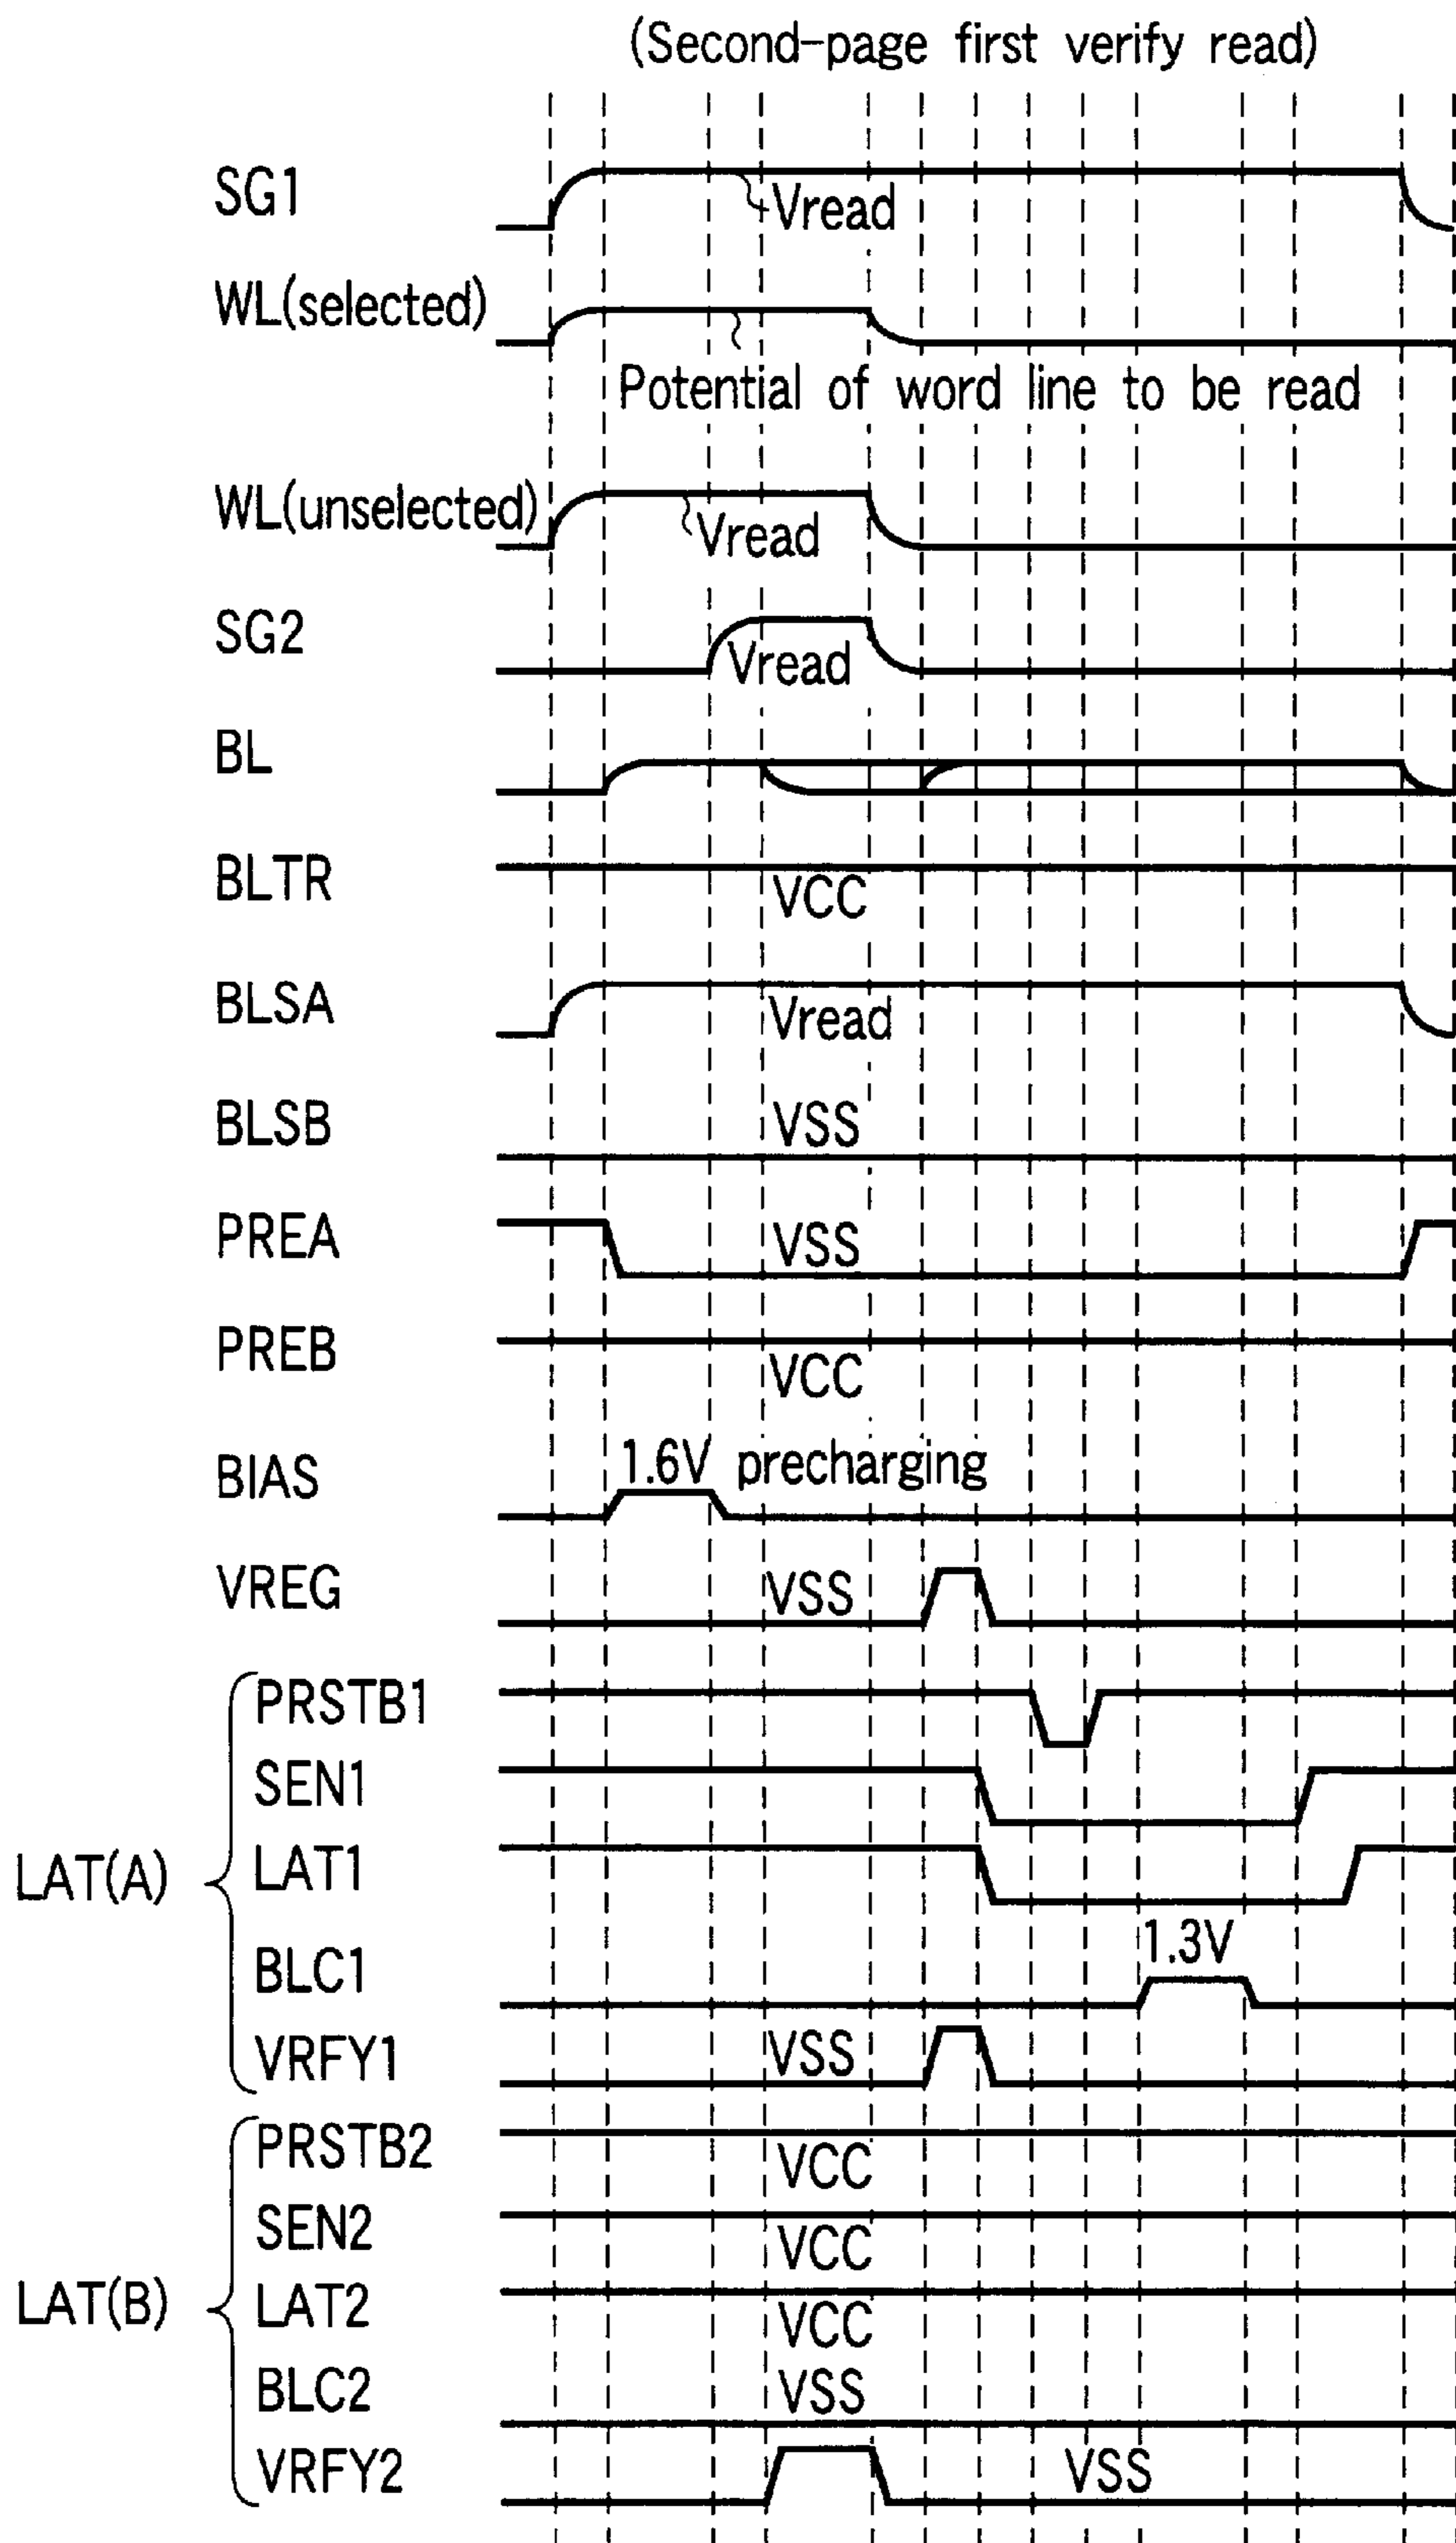 (Second-page first verify read)
SG1
Vread
WL(selected)
Potential of word line to be read
WL(unselected)
Vread
SG2
Vread
BL
BLTR
VCC
BLSA
Vread
BLSB
VSS
PREA
VSS
PREB
VCC
BIAS
1.6V precharging
VREG
VSS
LAT(A)
PRSTB1
SEN1
LAT1
BLC1
1.3V
VRFY1
VSS
LAT(B)
PRSTB2
VCC
SEN2
VCC
LAT2
VCC
BLC2
VSS
VRFY2
VSS